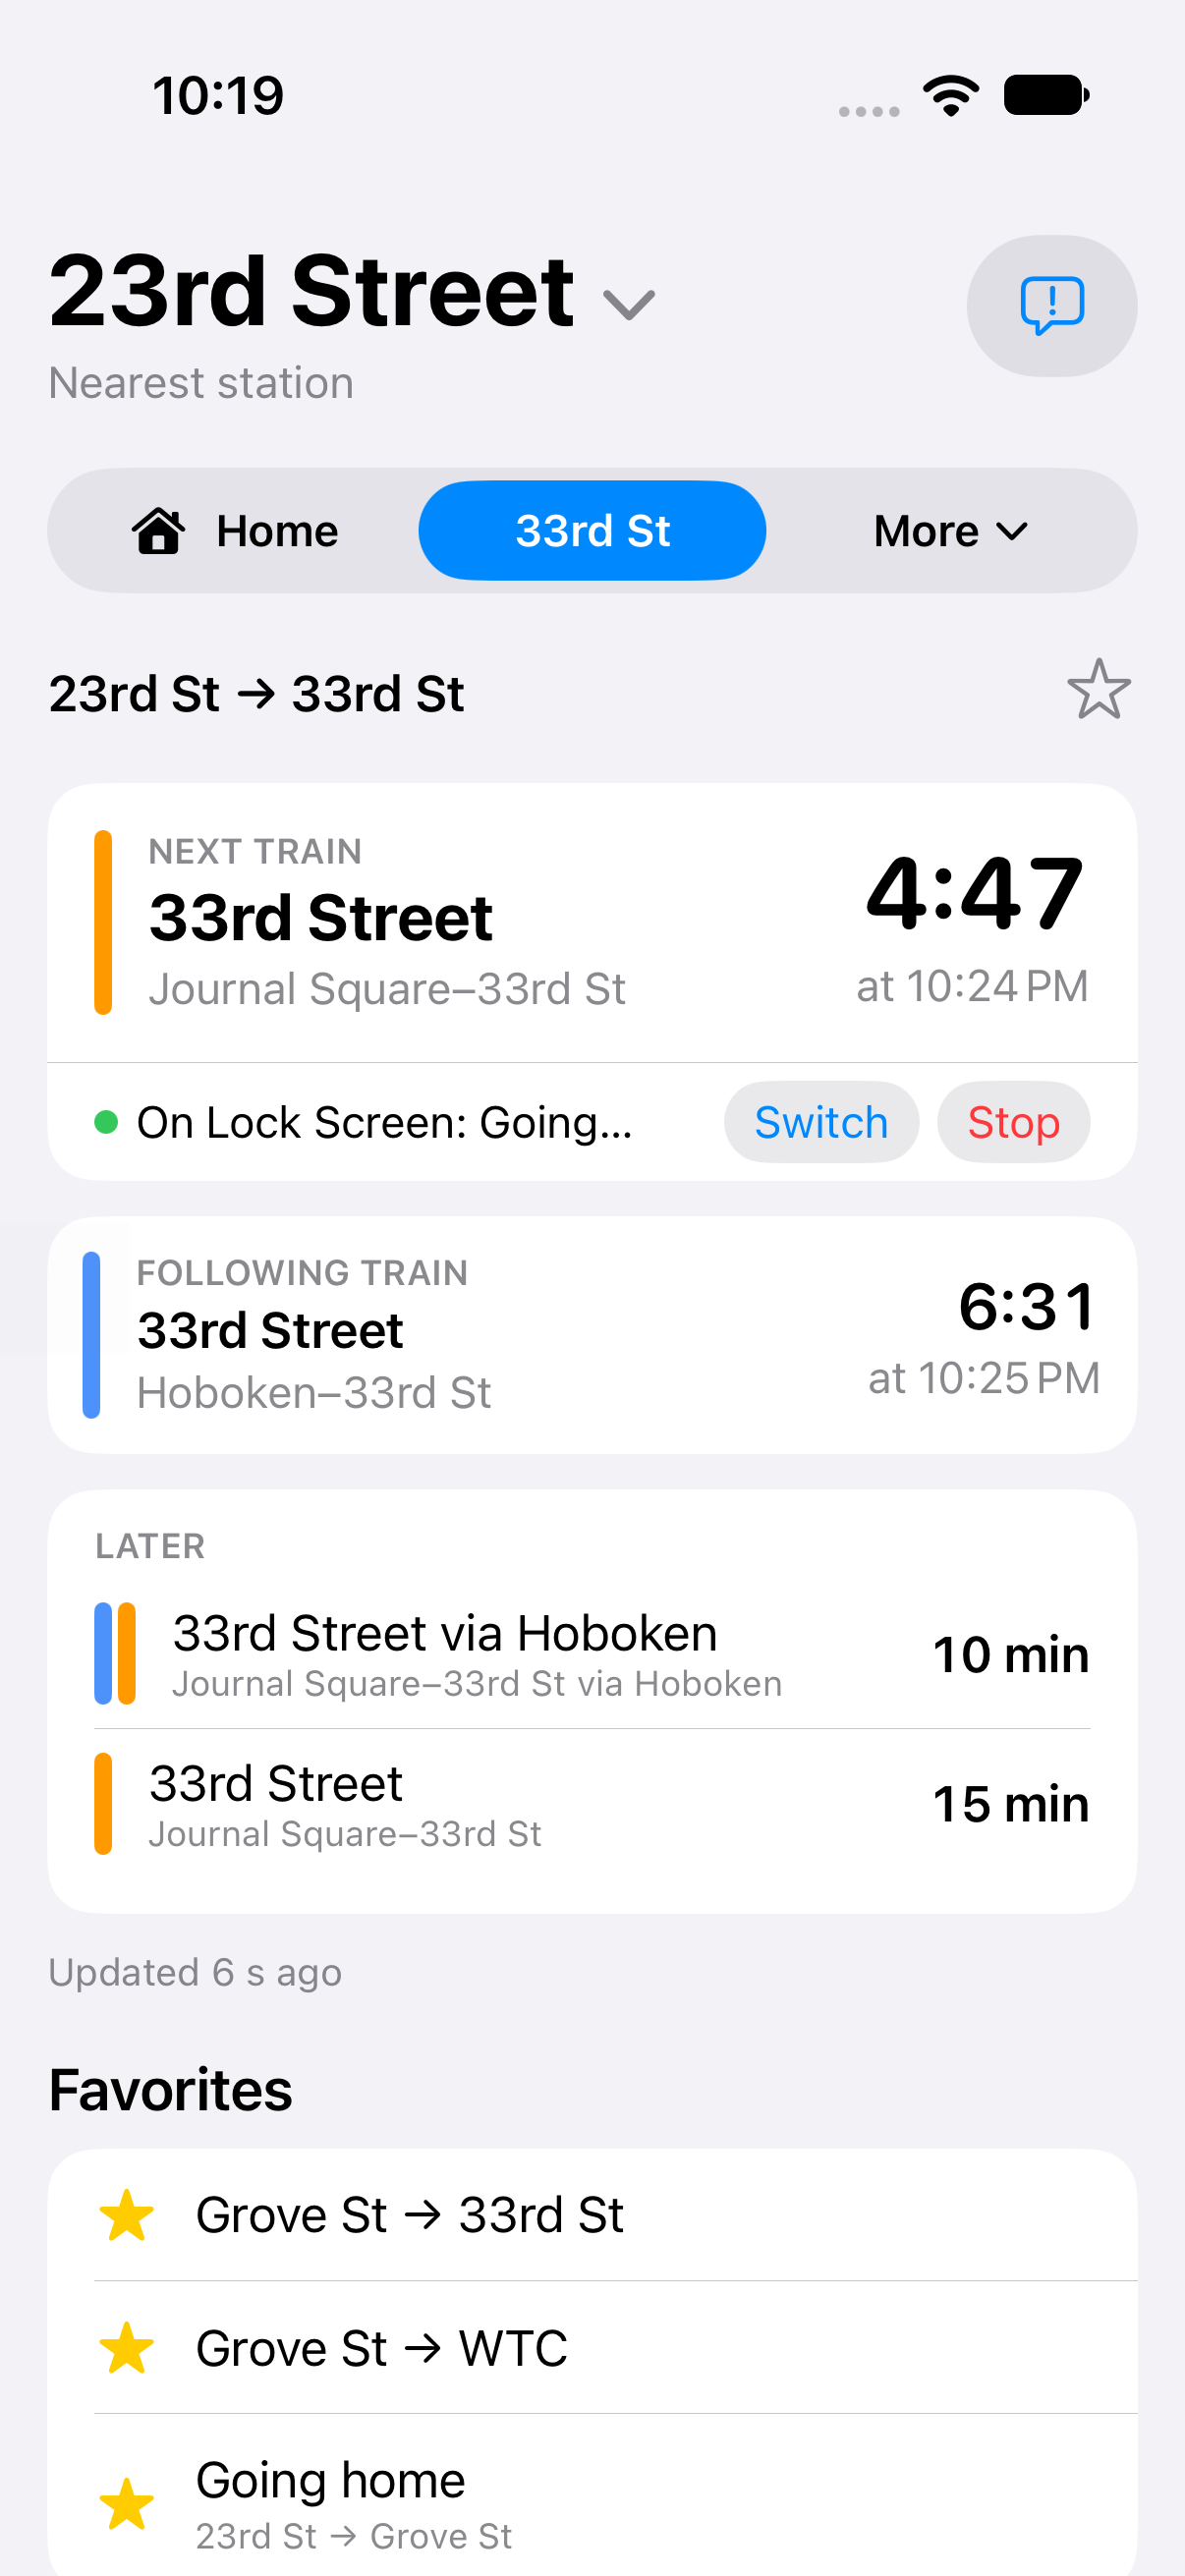 10:19
23rd Street
Nearest station
Home
33rd St
More
23rd St → 33rd St
NEXT TRAIN
33rd Street
Journal Square–33rd St
4:47
at 10:24 PM
On Lock Screen: Going...
Switch
Stop
FOLLOWING TRAIN
33rd Street
Hoboken–33rd St
6:31
at 10:25 PM
LATER
33rd Street via Hoboken
Journal Square–33rd St via Hoboken
10 min
33rd Street
Journal Square–33rd St
15 min
Updated 6 s ago
Favorites
Grove St → 33rd St
Grove St → WTC
Going home
23rd St → Grove St